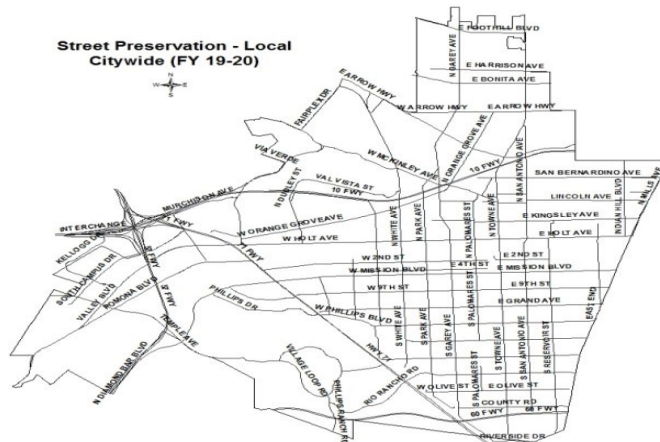 Street Preservation - Local
Citywide (FY 19-20)
N
W
E
S
E FOOTHILL BLVD
N GAREY AVE
E HARRISON AVE
E BONITA AVE
E ARROW HWY
FAIRPLEX DR
W ARROW HWY
E ARROW HWY
VIA VERDE
W MCKINLEY AVE
N ORANGE GROVE AVE
N SAN ANTONIO AVE
10 FWY
SAN BERNARDINO AVE
N DUDLEY ST
VAL VISTA ST
10 FWY
MURCHISON AVE
LINCOLN AVE
INDIAN HILL BLVD
N MILLS AVE
N WHITE AVE
N PARK AVE
N PALOMARES ST
N TOWNE AVE
E KINGSLEY AVE
INTERCHANGE
71 FWY
W ORANGE GROVE AVE
W HOLT AVE
E HOLT AVE
KELLOGG
SOUTH CAMPUS DR
57 FWY
71 FWY
W 2ND ST
E 2ND ST
W MISSION BLVD
E 4TH ST
E MISSION BLVD
VALLEY BLVD
POMONA BLVD
57 FWY
W 9TH ST
E 9TH ST
PHILLIPS DR
W PHILLIPS BLVD
E GRAND AVE
EAST END
TEMPLE AVE
S WHITE AVE
S PARK AVE
S GAREY AVE
S PALOMARES ST
S TOWNE AVE
SAN ANTONIO AVE
S RESERVOIR ST
HWY 71
N DIAMOND BAR BLVD
VILLAGE LOOP RD
PHILLIPS RANCH RD
RIO RANCHO RD
W OLIVE ST
E OLIVE ST
COUNTY RD
60 FWY
60 FWY
RIVERSIDE DR